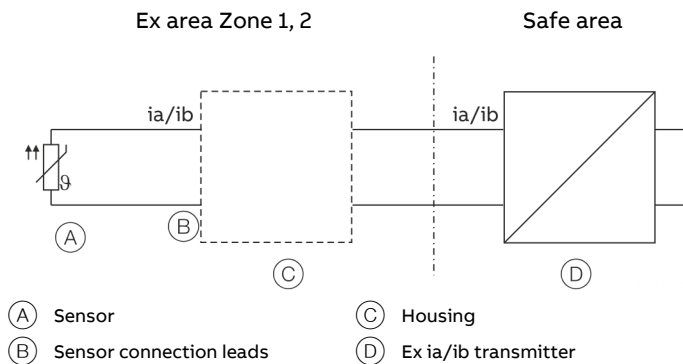 Ex area Zone 1, 2
Safe area
ia/ib
ia/ib
ϑ
A
B
C
D
A Sensor
C Housing
B Sensor connection leads
D Ex ia/ib transmitter